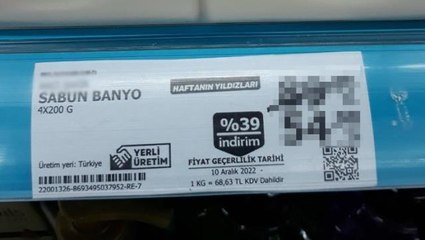 HAFTANIN YILDIZLARI
SABUN BANYO
4X200 G
%39
indirim
YERLİ
ÜRETİM
Üretim yeri: Türkiye
FİYAT GEÇERLİLİK TARİHİ
10 Aralık 2022
1 KG = 68,63 TL KDV Dahildir
22001326-8693495037952-RE-7